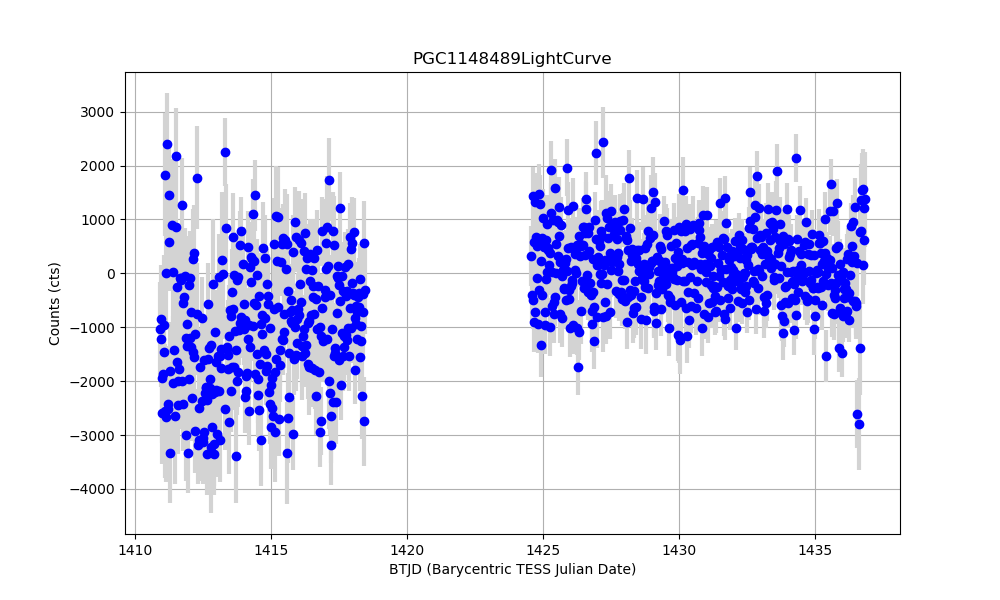 PGC1148489LightCurve
3000
2000
1000
0
−1000
−2000
−3000
−4000
Counts (cts)
1410 1415 1420 1425 1430 1435
BTJD (Barycentric TESS Julian Date)